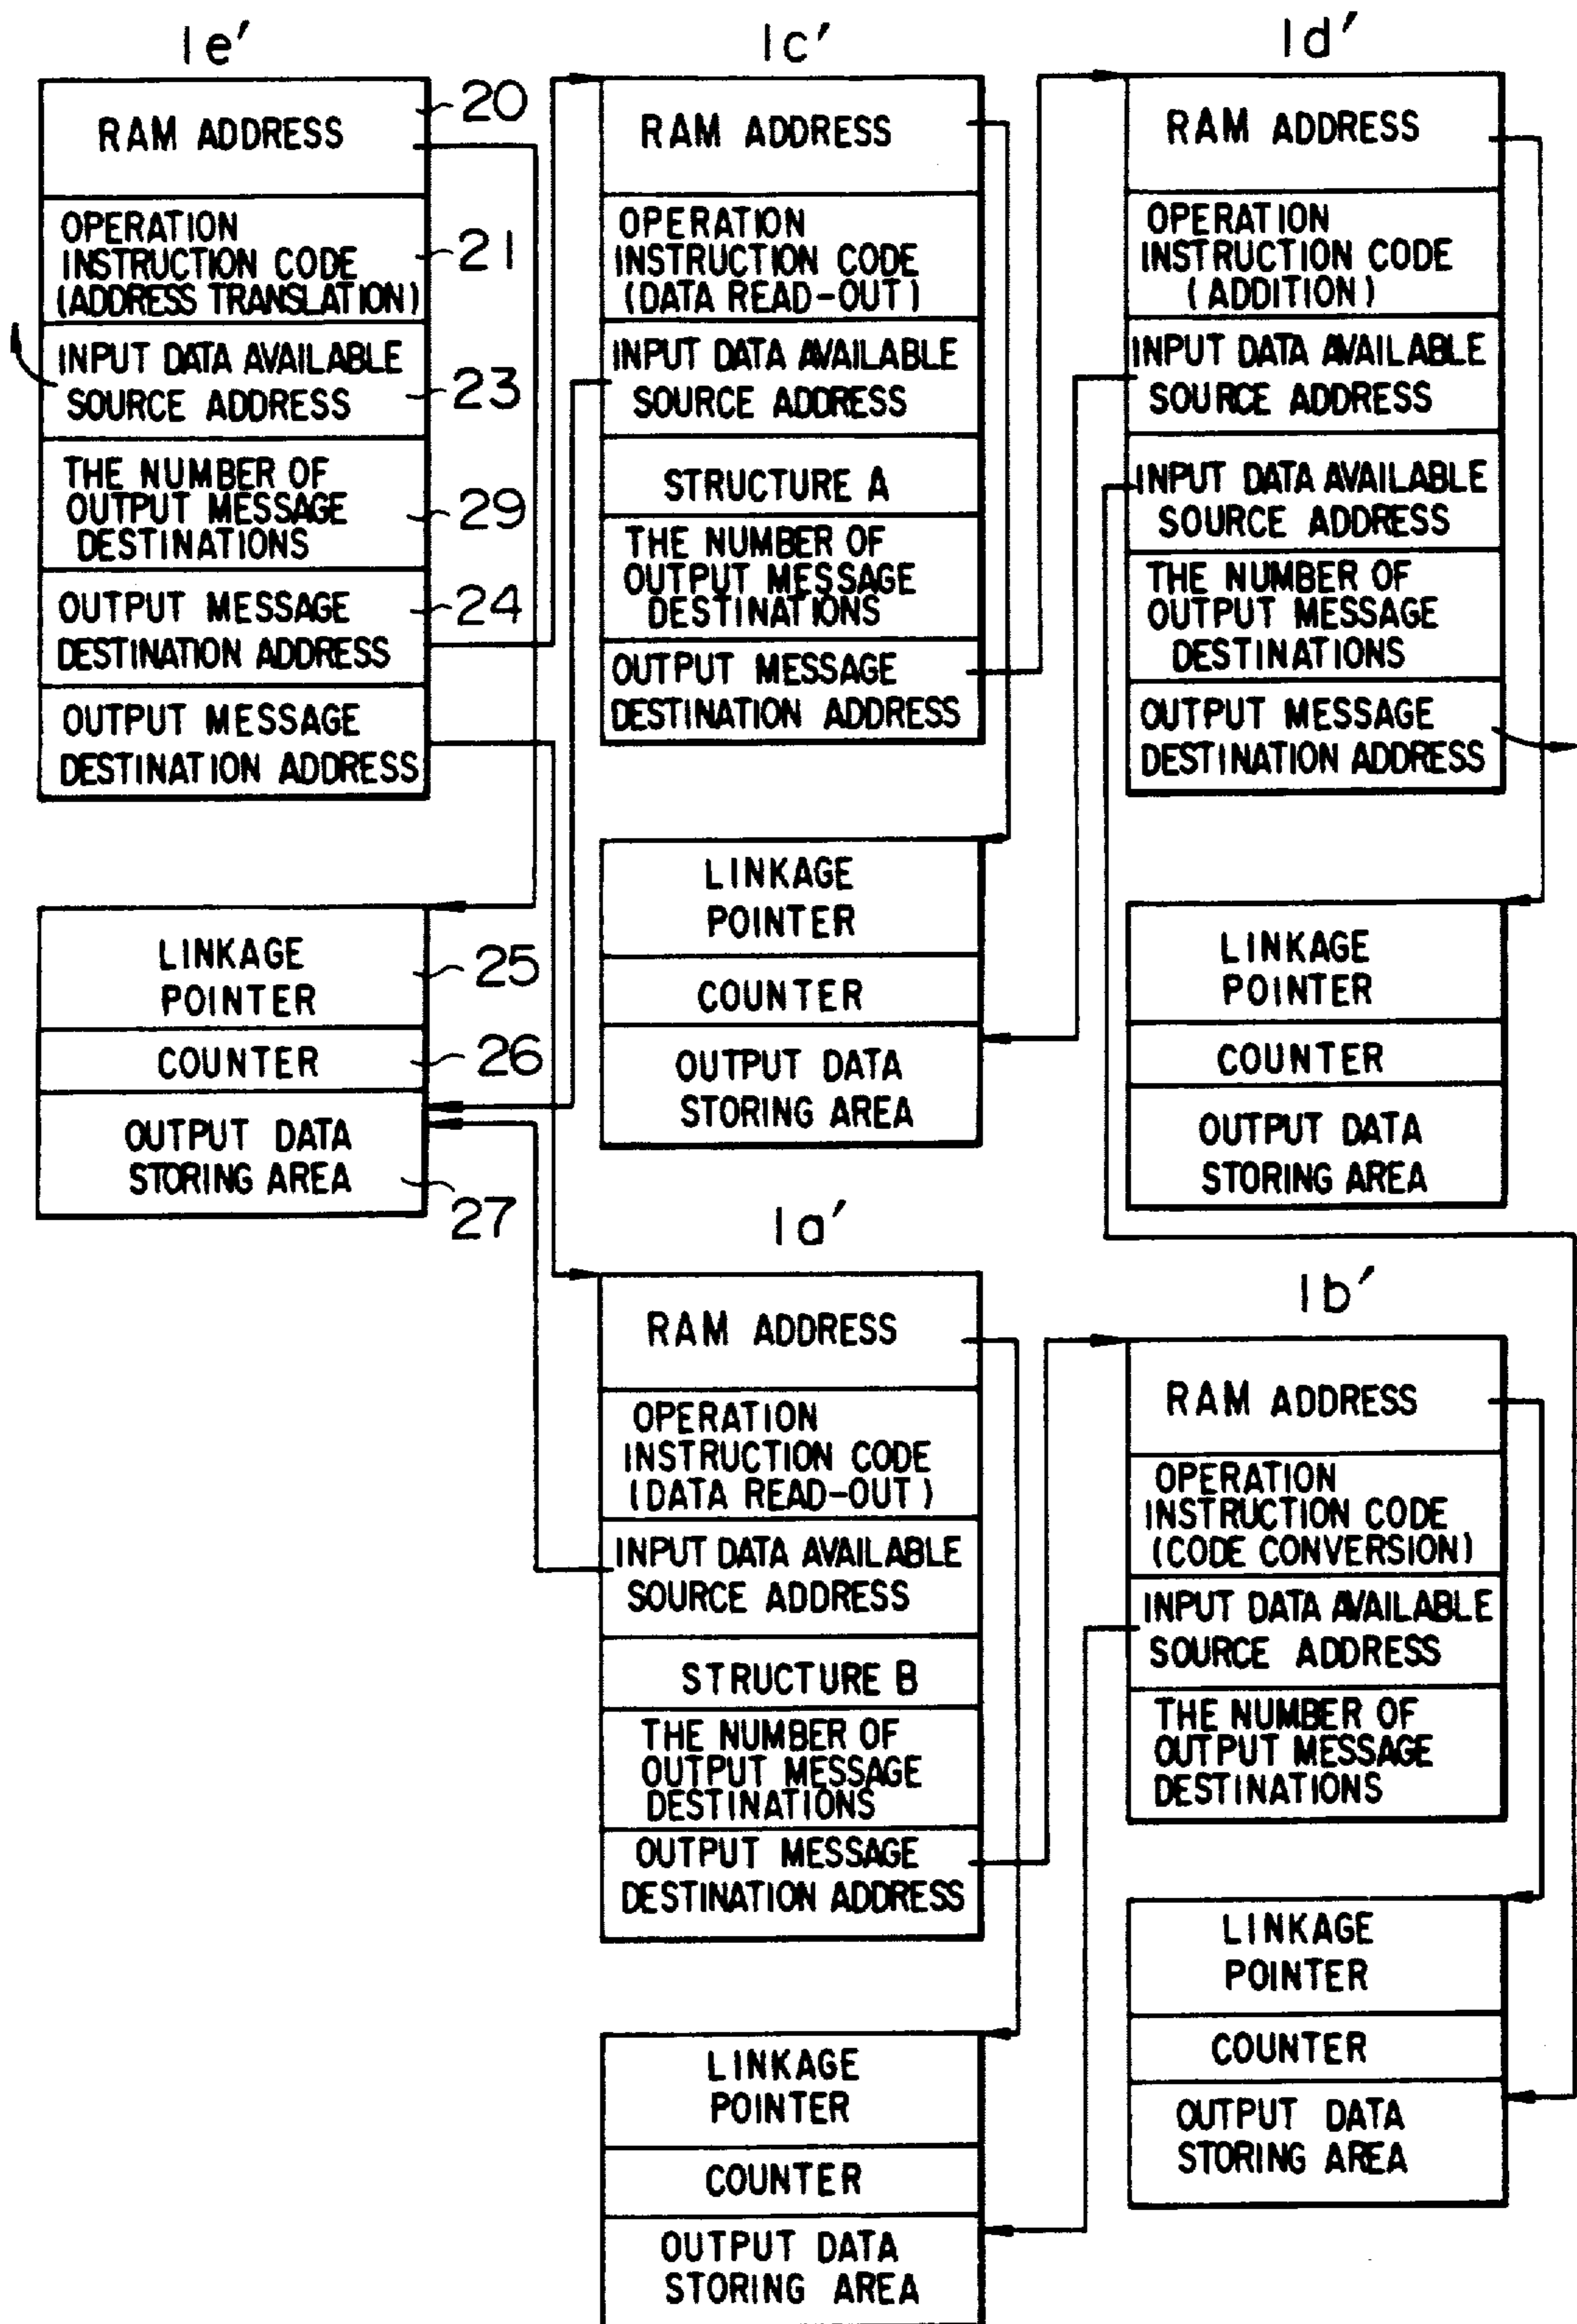 1e'
RAM ADDRESS
20
OPERATION
INSTRUCTION CODE
(ADDRESS TRANSLATION)
21
INPUT DATA AVAILABLE
SOURCE ADDRESS
23
THE NUMBER OF
OUTPUT MESSAGE
DESTINATIONS
29
OUTPUT MESSAGE
DESTINATION ADDRESS
24
OUTPUT MESSAGE
DESTINATION ADDRESS
LINKAGE
POINTER
25
COUNTER
26
OUTPUT DATA
STORING AREA
27
1c'
RAM ADDRESS
OPERATION
INSTRUCTION CODE
(DATA READ-OUT)
INPUT DATA AVAILABLE
SOURCE ADDRESS
STRUCTURE A
THE NUMBER OF
OUTPUT MESSAGE
DESTINATIONS
OUTPUT MESSAGE
DESTINATION ADDRESS
LINKAGE
POINTER
COUNTER
OUTPUT DATA
STORING AREA
1d'
RAM ADDRESS
OPERATION
INSTRUCTION CODE
(ADDITION)
INPUT DATA AVAILABLE
SOURCE ADDRESS
INPUT DATA AVAILABLE
SOURCE ADDRESS
THE NUMBER OF
OUTPUT MESSAGE
DESTINATIONS
OUTPUT MESSAGE
DESTINATION ADDRESS
LINKAGE
POINTER
COUNTER
OUTPUT DATA
STORING AREA
1a'
RAM ADDRESS
OPERATION
INSTRUCTION CODE
(DATA READ-OUT)
INPUT DATA AVAILABLE
SOURCE ADDRESS
STRUCTURE B
THE NUMBER OF
OUTPUT MESSAGE
DESTINATIONS
OUTPUT MESSAGE
DESTINATION ADDRESS
LINKAGE
POINTER
COUNTER
OUTPUT DATA
STORING AREA
1b'
RAM ADDRESS
OPERATION
INSTRUCTION CODE
(CODE CONVERSION)
INPUT DATA AVAILABLE
SOURCE ADDRESS
THE NUMBER OF
OUTPUT MESSAGE
DESTINATIONS
LINKAGE
POINTER
COUNTER
OUTPUT DATA
STORING AREA